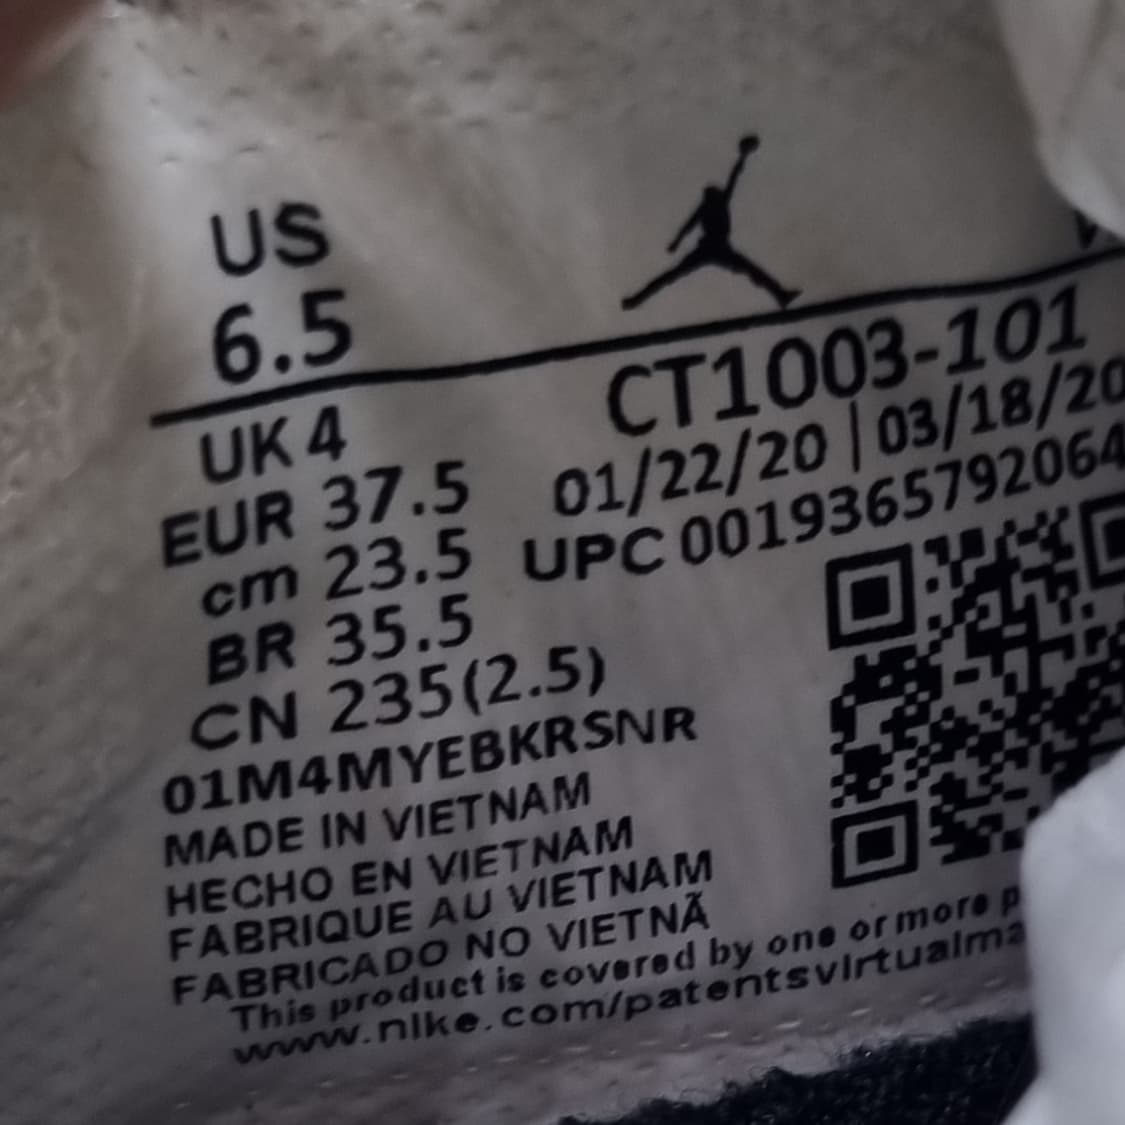 US
6.5
UK 4
EUR 37.5
cm 23.5
BR 35.5
CN 235(2.5)
CT1003-101
01/22/20 | 03/18/20
UPC 0019365792064
01M4MYEBKRSNR
MADE IN VIETNAM
HECHO EN VIETNAM
FABRIQUE AU VIETNAM
FABRICADO NO VIETNÃ
This product is covered by one or more p
www.nike.com/patentsvirtualma